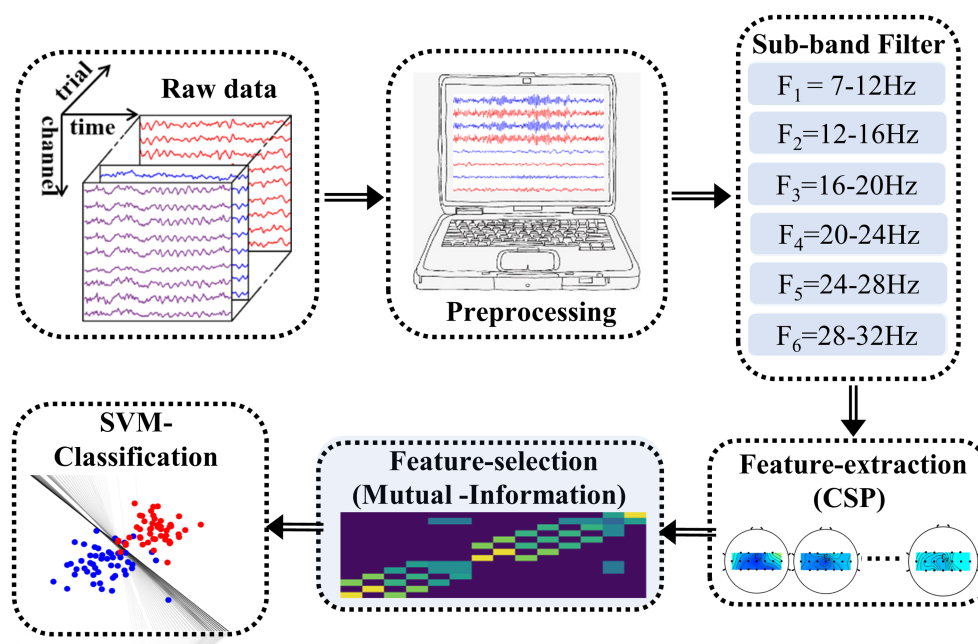 Raw data
trial
time
channel
Preprocessing
Sub-band Filter
F₁ = 7-12Hz
F₂=12-16Hz
F₃=16-20Hz
F₄=20-24Hz
F₅=24-28Hz
F₆=28-32Hz
Feature-extraction
(CSP)
Feature-selection
(Mutual -Information)
SVM-
Classification